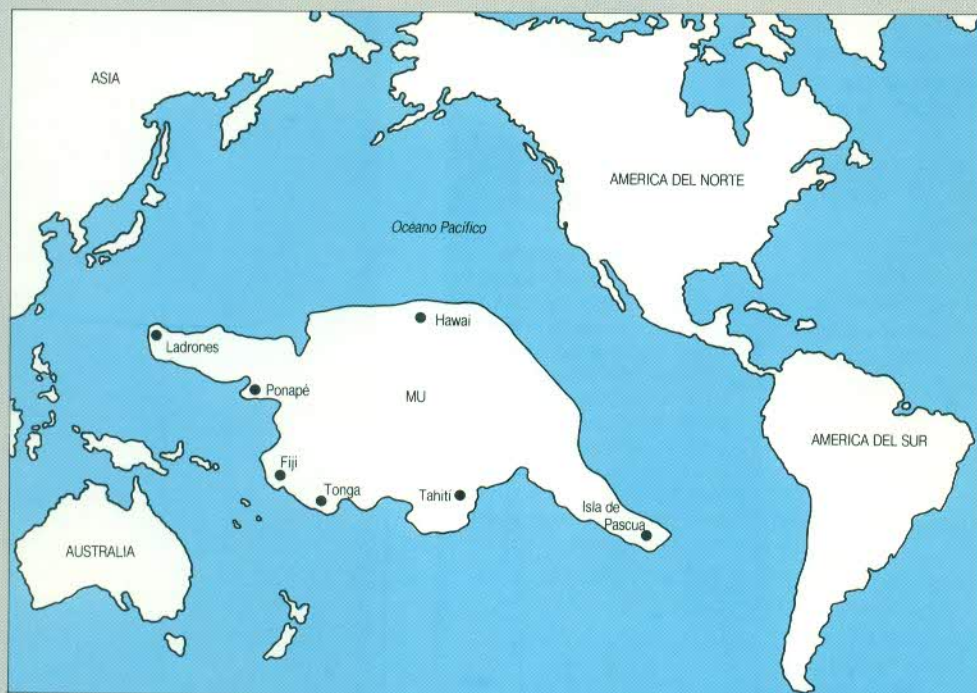 ASIA
AMERICA DEL NORTE
Océano Pacífico
Hawai
Ladrones
Ponapé
MU
AMERICA DEL SUR
Fiji
Tonga
Tahití
Isla de
Pascua
AUSTRALIA